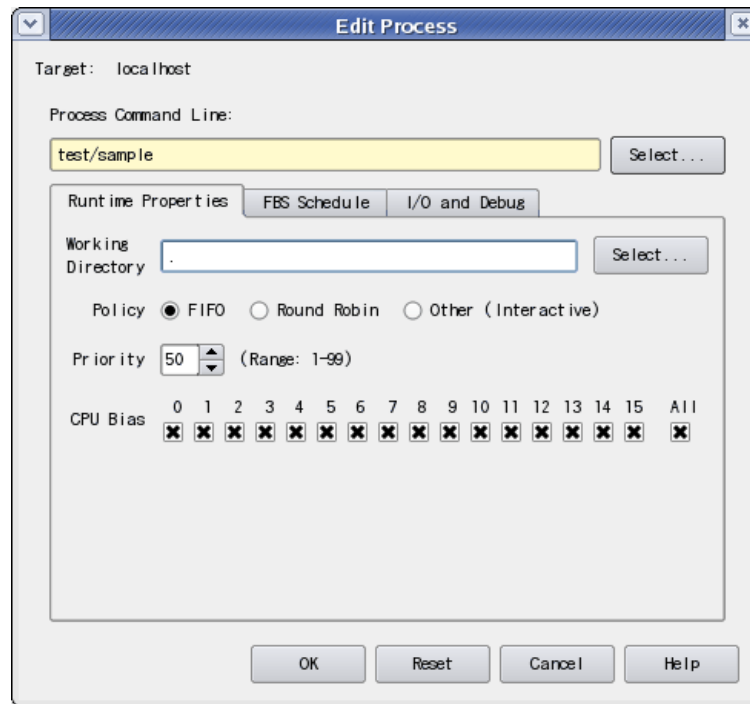 Edit Process
Target: localhost
Process Command Line:
test/sample Select...
Runtime Properties FBS Schedule I/O and Debug
Working
Directory . Select...
Policy FIFO Round Robin Other (Interactive)
Priority 50 (Range: 1-99)
0 1 2 3 4 5 6 7 8 9 10 11 12 13 14 15 All
CPU Bias
OK Reset Cancel Help